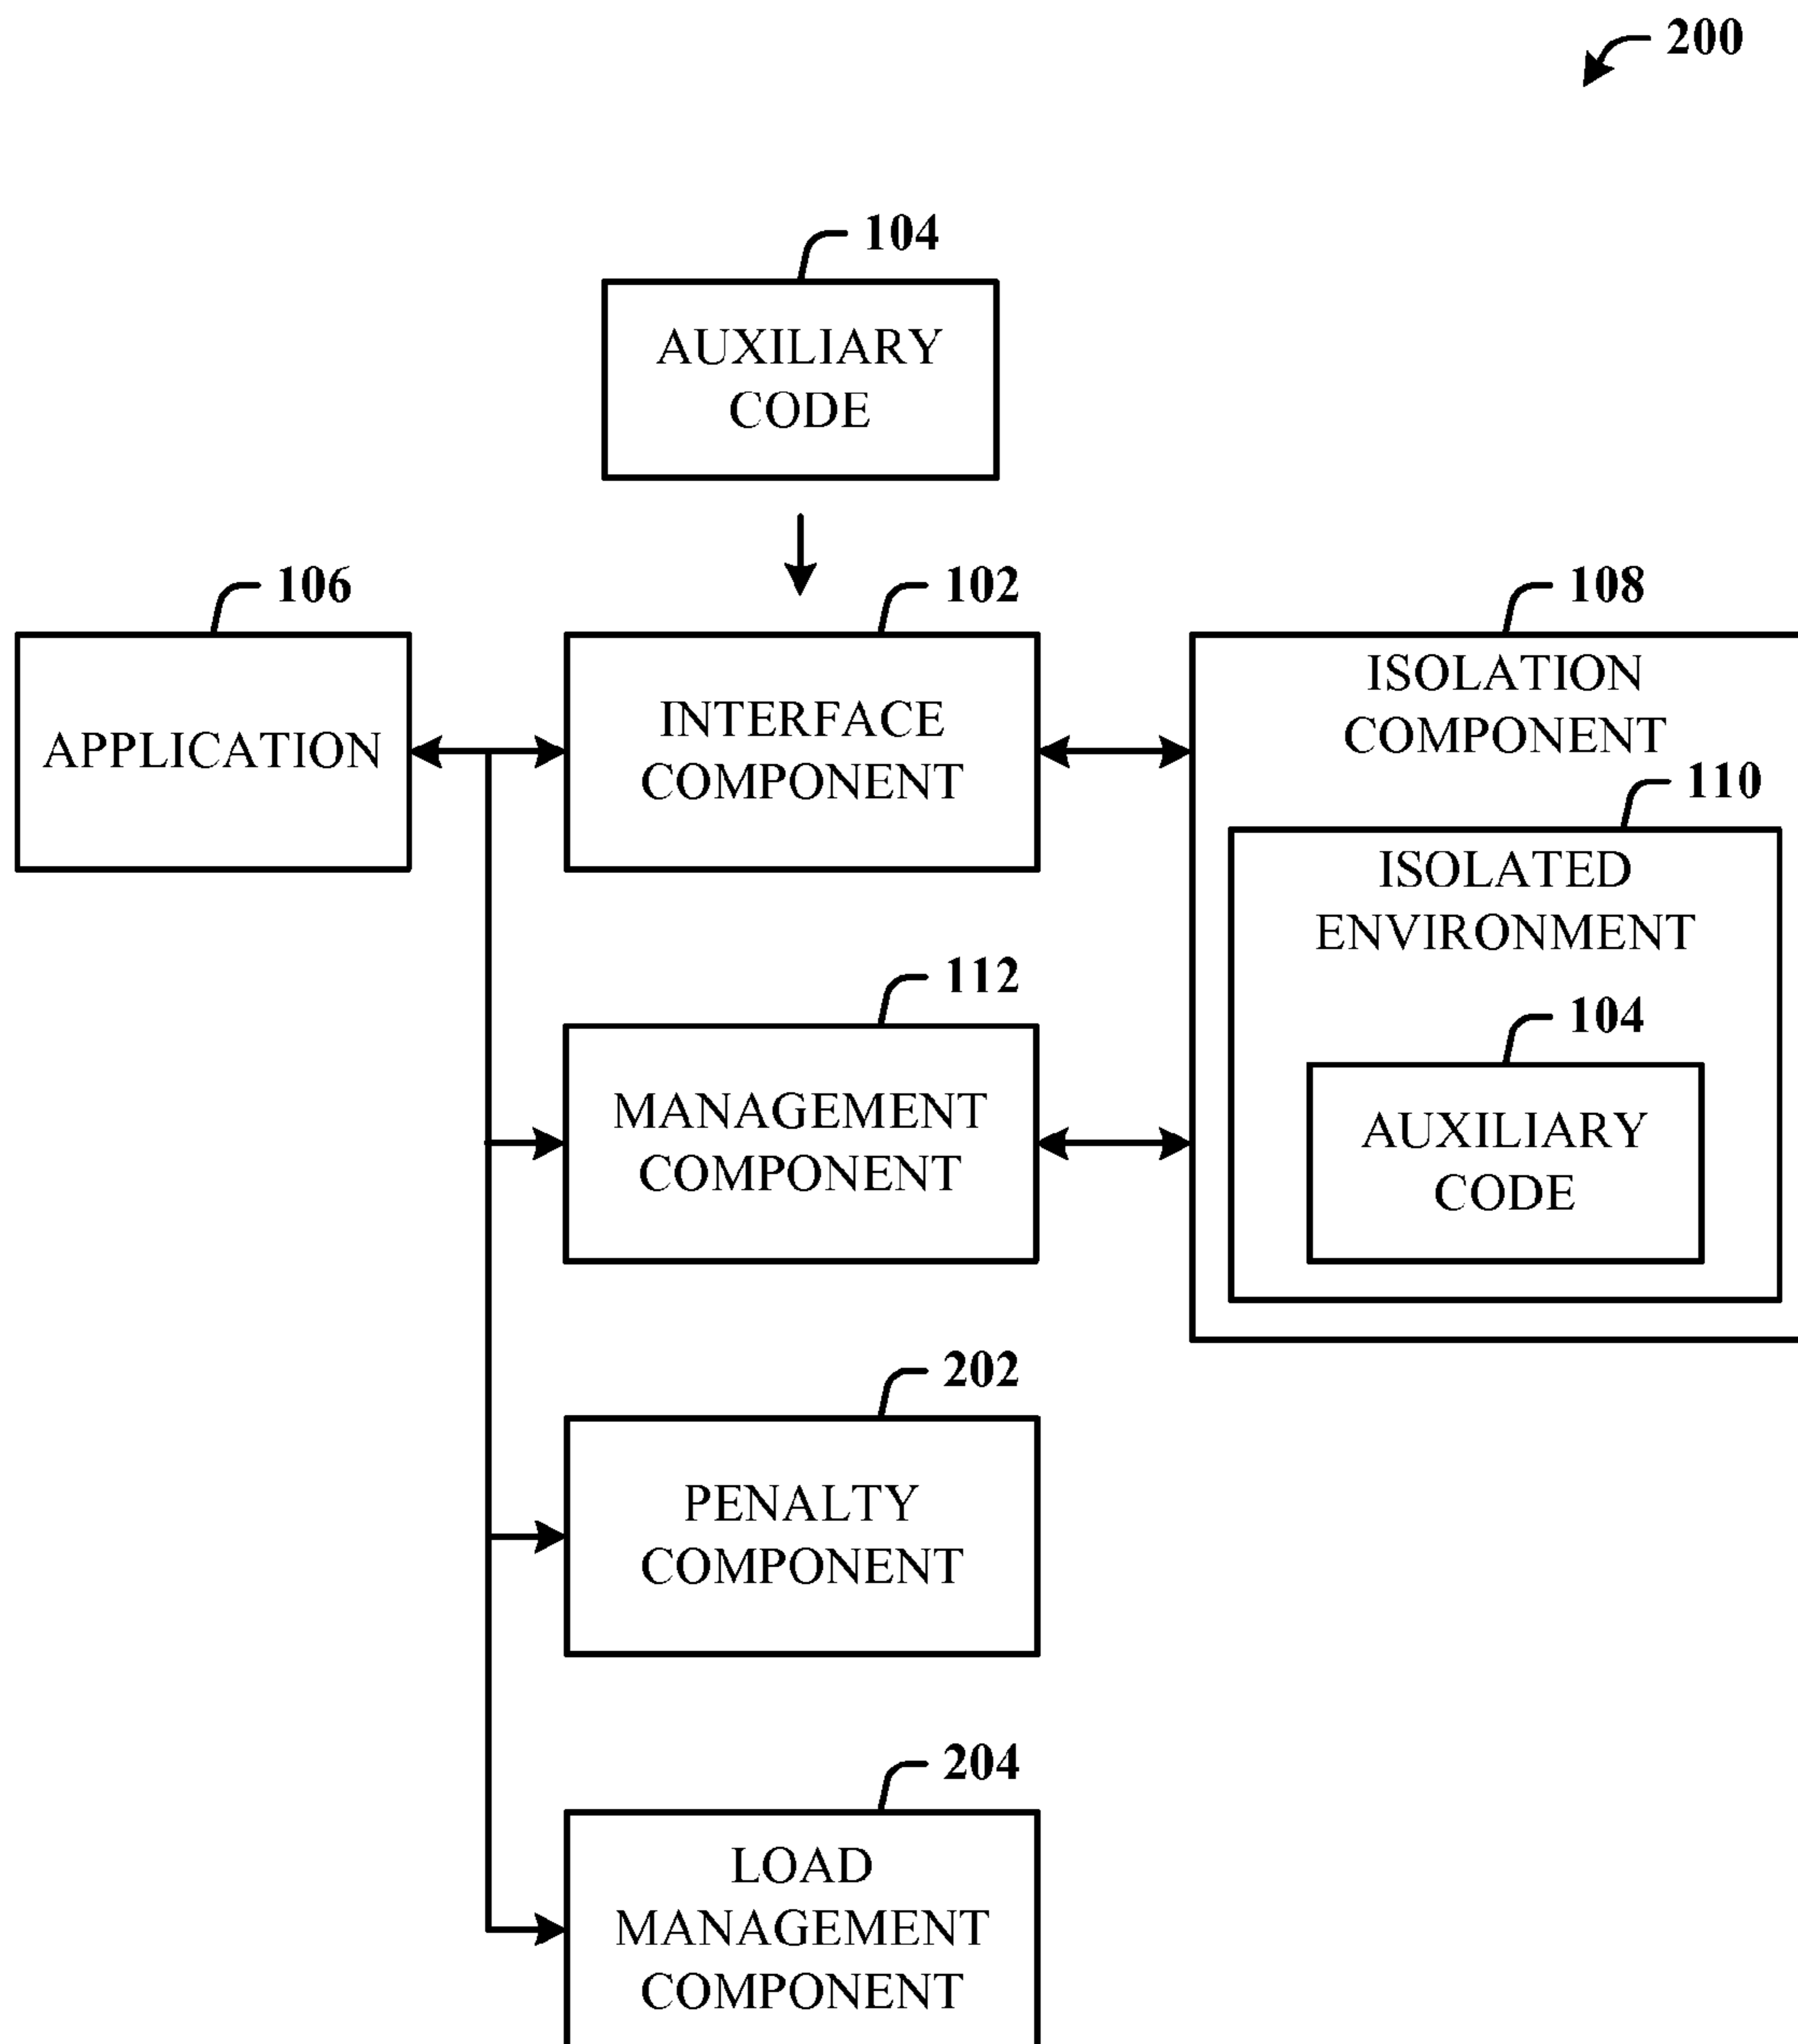 200
104
AUXILIARY
CODE
106
APPLICATION
102
INTERFACE
COMPONENT
108
ISOLATION
COMPONENT
110
ISOLATED
ENVIRONMENT
104
AUXILIARY
CODE
112
MANAGEMENT
COMPONENT
202
PENALTY
COMPONENT
204
LOAD
MANAGEMENT
COMPONENT